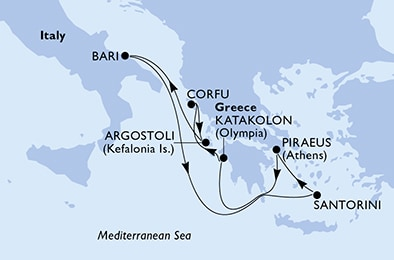 Italy
BARI
CORFU
Greece
KATAKOLON
(Olympia)
ARGOSTOLI
(Kefalonia Is.)
PIRAEUS
(Athens)
SANTORINI
Mediterranean Sea